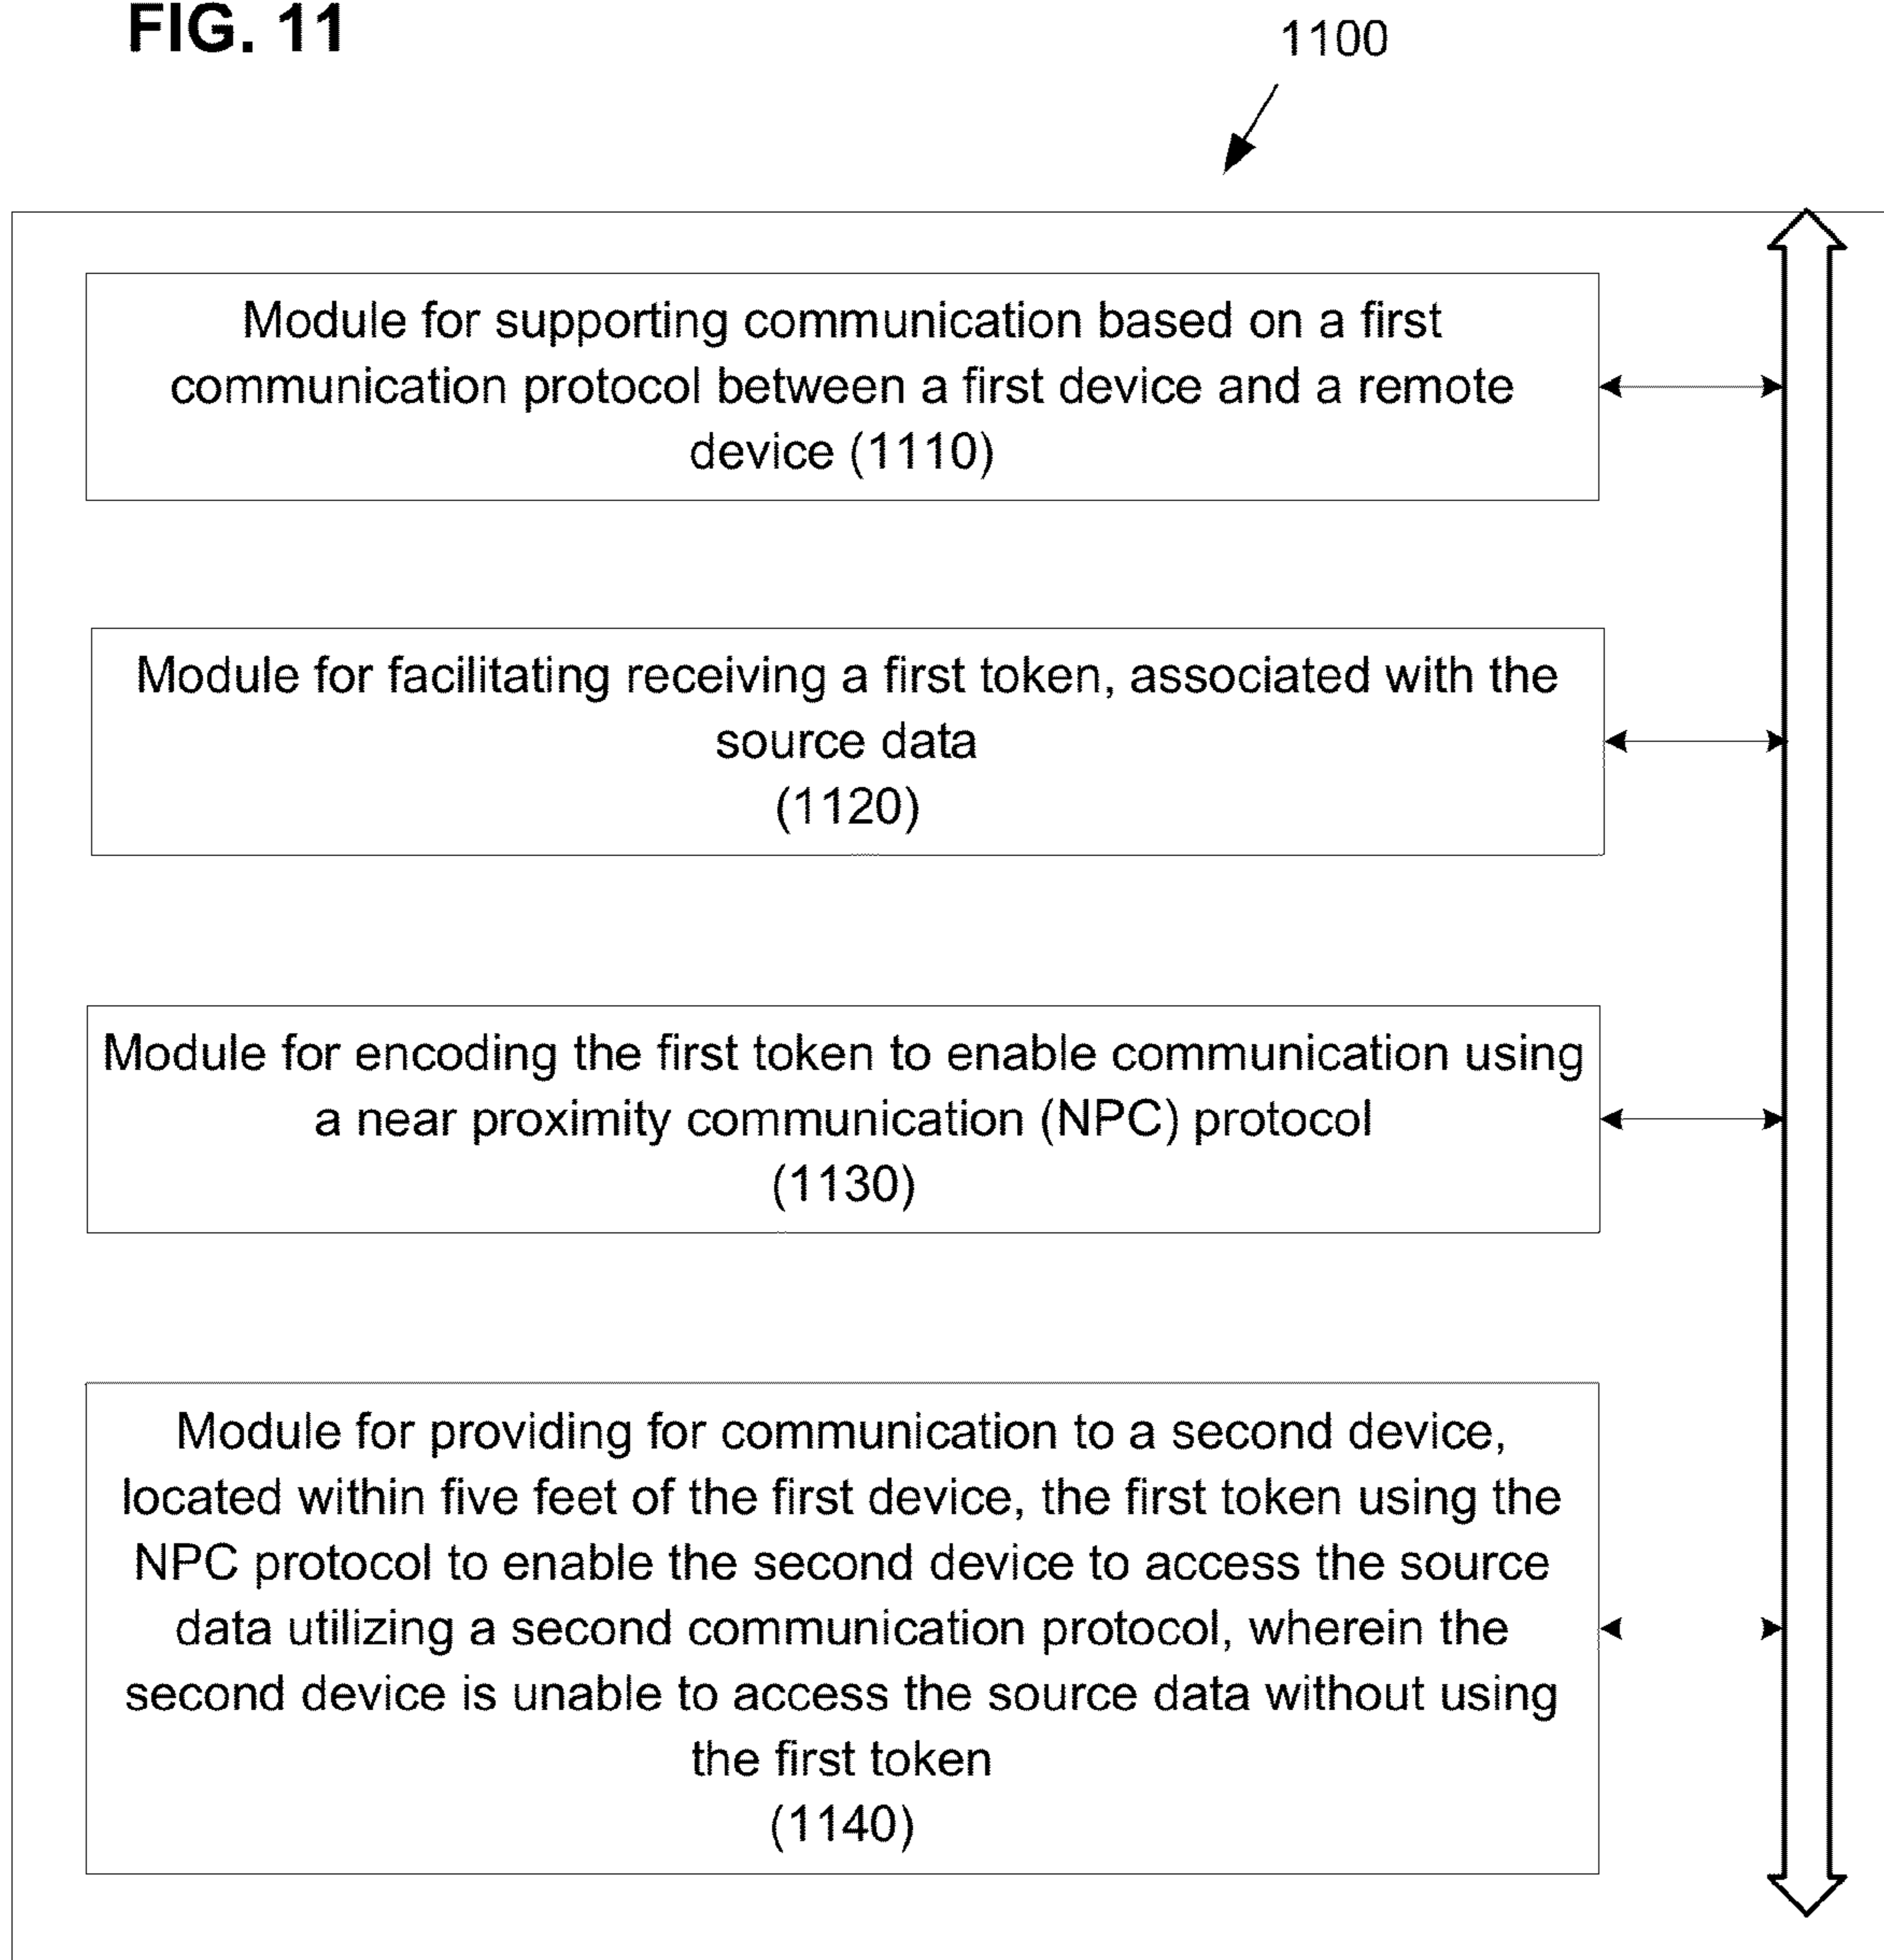 FIG. 11
1100
Module for supporting communication based on a first
communication protocol between a first device and a remote
device (1110)
Module for facilitating receiving a first token, associated with the
source data
(1120)
Module for encoding the first token to enable communication using
a near proximity communication (NPC) protocol
(1130)
Module for providing for communication to a second device,
located within five feet of the first device, the first token using the
NPC protocol to enable the second device to access the source
data utilizing a second communication protocol, wherein the
second device is unable to access the source data without using
the first token
(1140)